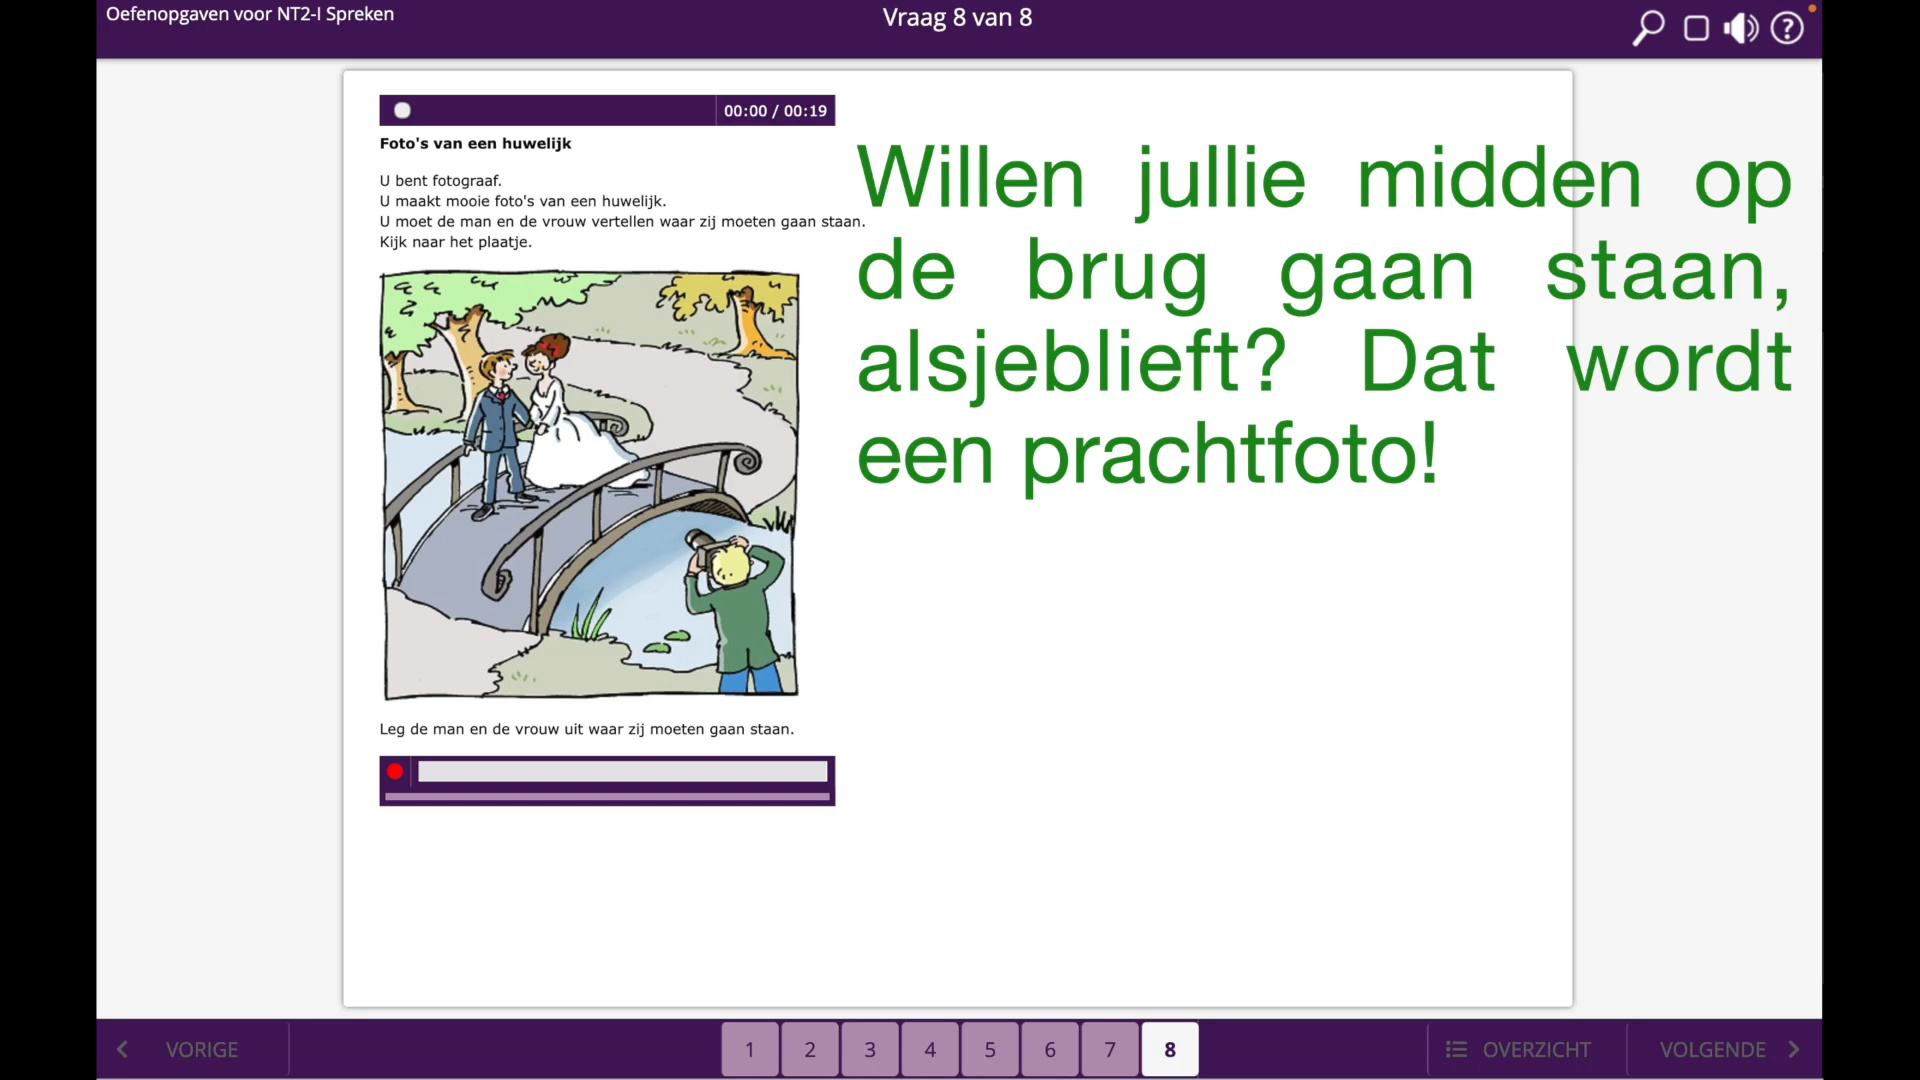 Oefenopgaven voor NT2-I Spreken
Vraag 8 van 8
00:00 / 00:19
Foto's van een huwelijk
U bent fotograaf.
U maakt mooie foto's van een huwelijk.
U moet de man en de vrouw vertellen waar zij moeten gaan staan.
Kijk naar het plaatje.
Leg de man en de vrouw uit waar zij moeten gaan staan.
Willen jullie midden op
de brug gaan staan,
alsjeblieft? Dat wordt
een prachtfoto!
VORIGE
1 2 3 4 5 6 7 8
OVERZICHT
VOLGENDE